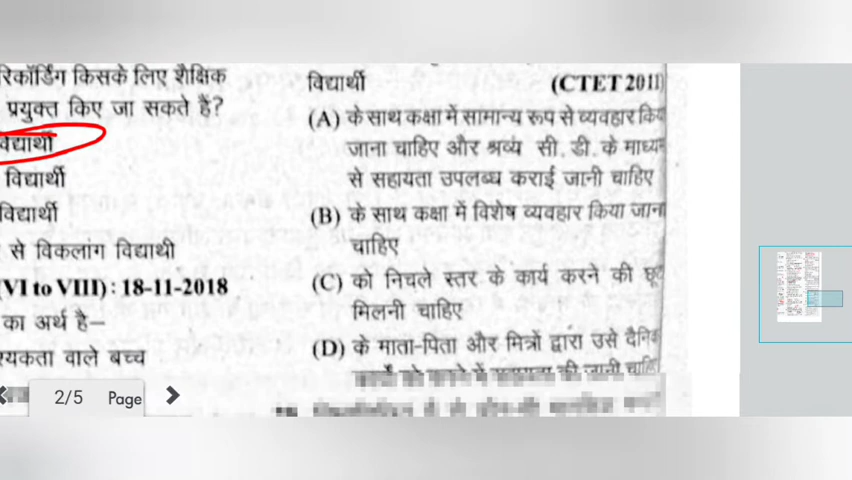 रिकॉर्डिंग किसके लिए शैक्षिक
प्रयुक्त किए जा सकते हैं?
विद्यार्थी
विद्यार्थी
विद्यार्थी
से विकलांग विद्यार्थी
(VI to VIII) : 18-11-2018
का अर्थ है–
वाले बच्च
2/5 Page
विद्यार्थी (CTET 2011)
(A) के साथ कक्षा में सामान्य रूप से व्यवहार किया
जाना चाहिए और श्रव्य सी. डी. के माध्यम
से सहायता उपलब्ध कराई जानी चाहिए
(B) के साथ कक्षा मे विशेष व्यवहार किया जाना
चाहिए
(C) को निचले स्तर के कार्य करने की छूट
मिलनी चाहिए
(D) के माता-पिता और मित्रों द्वारा उसे दैनिक